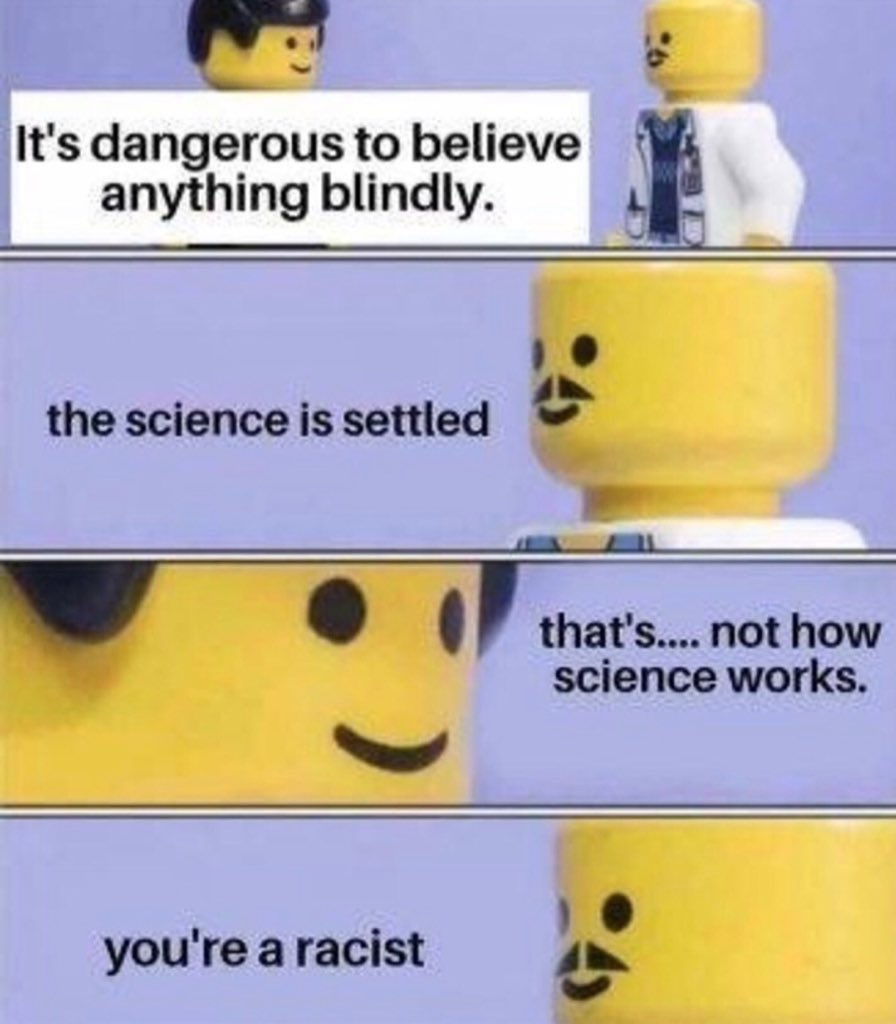 It's dangerous to believe
anything blindly.
the science is settled
that's.... not how
science works.
you're a racist